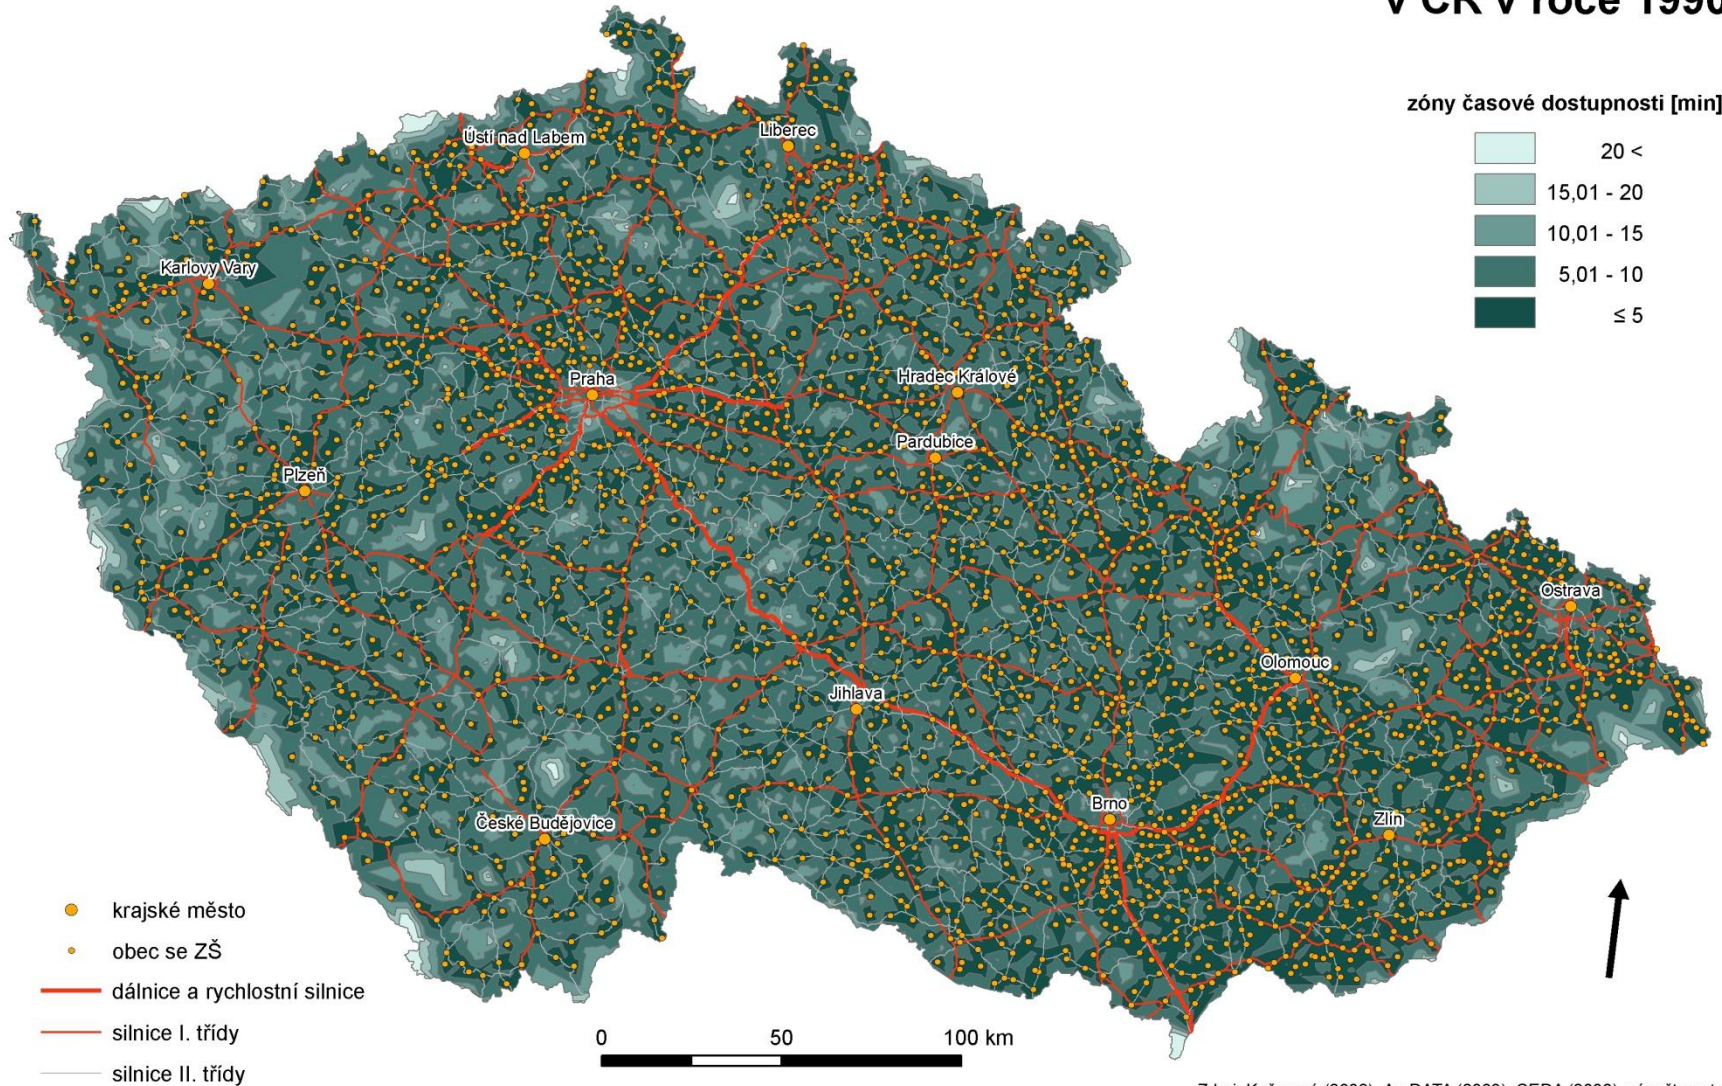 v ČR v roce 1990
zóny časové dostupnosti [min]
20 <
15,01 - 20
10,01 - 15
5,01 - 10
≤ 5
Liberec
Ústí nad Labem
Karlovy Vary
Praha
Hradec Králové
Pardubice
Plzeň
Ostrava
Olomouc
Jihlava
Brno
Zlín
České Budějovice
krajské město
obec se ZŠ
dálnice a rychlostní silnice
silnice I. třídy
silnice II. třídy
0 50 100 km